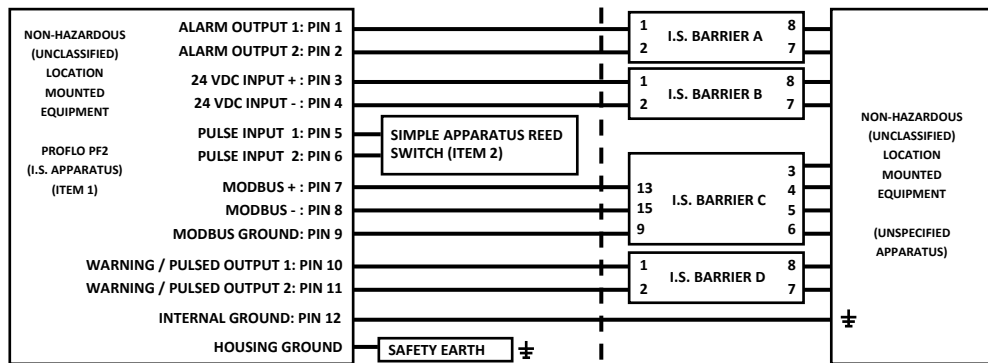 NON-HAZARDOUS
(UNCLASSIFIED)
LOCATION
MOUNTED
EQUIPMENT
PROFLO PF2
(I.S. APPARATUS)
(ITEM 1)
ALARM OUTPUT 1: PIN 1
ALARM OUTPUT 2: PIN 2
24 VDC INPUT + : PIN 3
24 VDC INPUT - : PIN 4
PULSE INPUT 1: PIN 5
PULSE INPUT 2: PIN 6
MODBUS + : PIN 7
MODBUS - : PIN 8
MODBUS GROUND: PIN 9
WARNING / PULSED OUTPUT 1: PIN 10
WARNING / PULSED OUTPUT 2: PIN 11
INTERNAL GROUND: PIN 12
HOUSING GROUND
SIMPLE APPARATUS REED
SWITCH (ITEM 2)
SAFETY EARTH
1 8
I.S. BARRIER A
2 7
1 8
I.S. BARRIER B
2 7
3
13 4
I.S. BARRIER C
15 5
9 6
1 8
I.S. BARRIER D
2 7
NON-HAZARDOUS
(UNCLASSIFIED)
LOCATION
MOUNTED
EQUIPMENT
(UNSPECIFIED
APPARATUS)